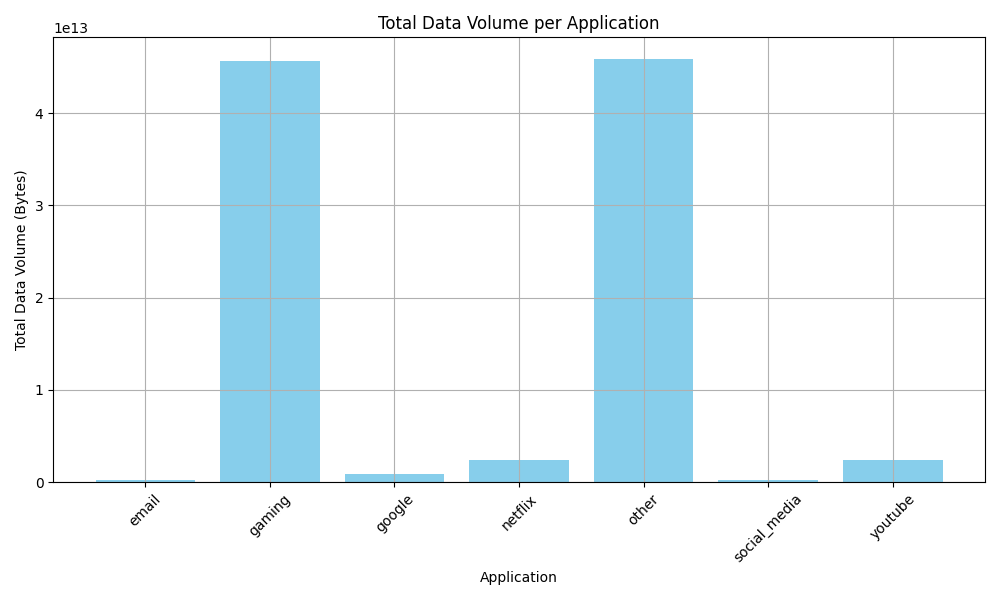 Total Data Volume per Application
1e13
Total Data Volume (Bytes)
4
3
2
1
0
email
gaming
google
netflix
other
social_media
youtube
Application